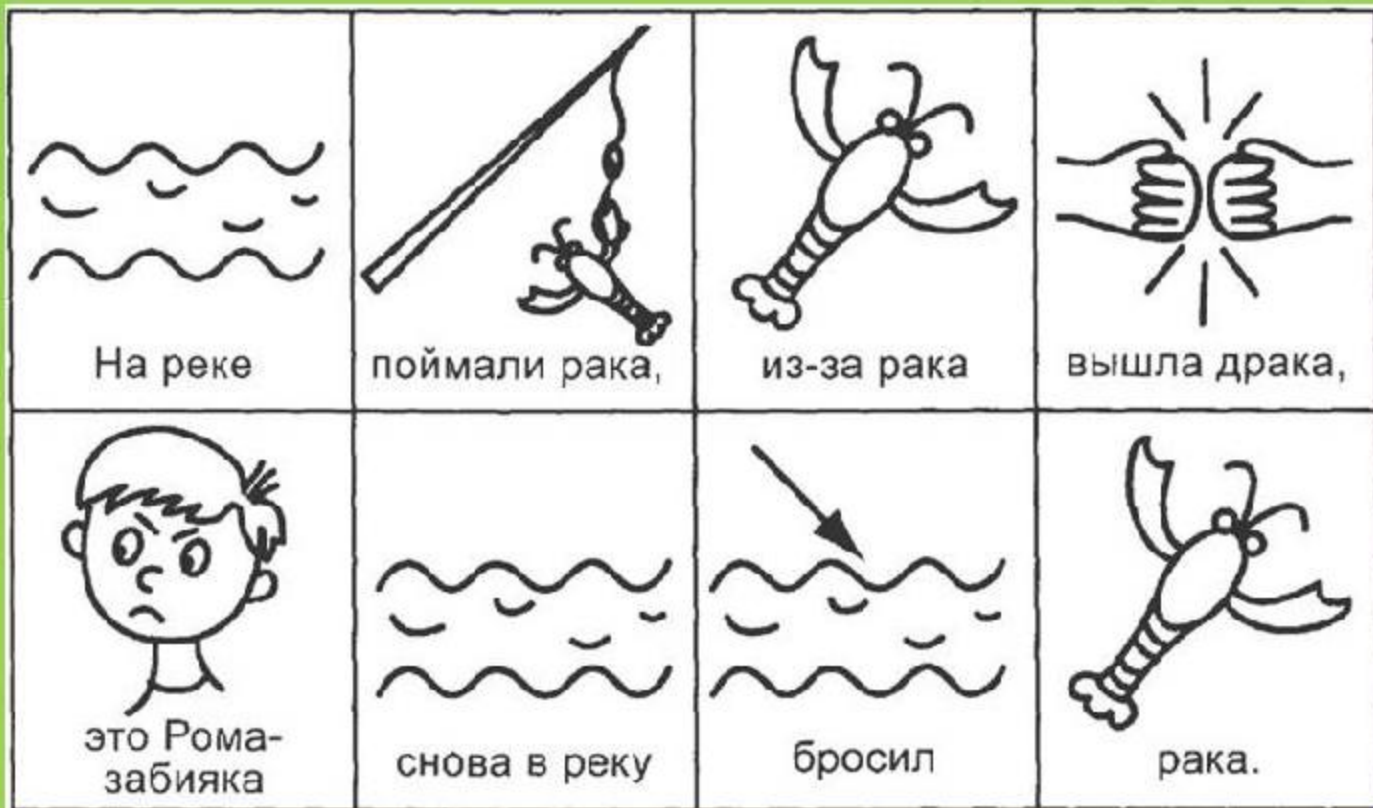 На реке
поймали рака,
из-за рака
вышла драка,
это Рома-
забияка
снова в реку
бросил
рака.